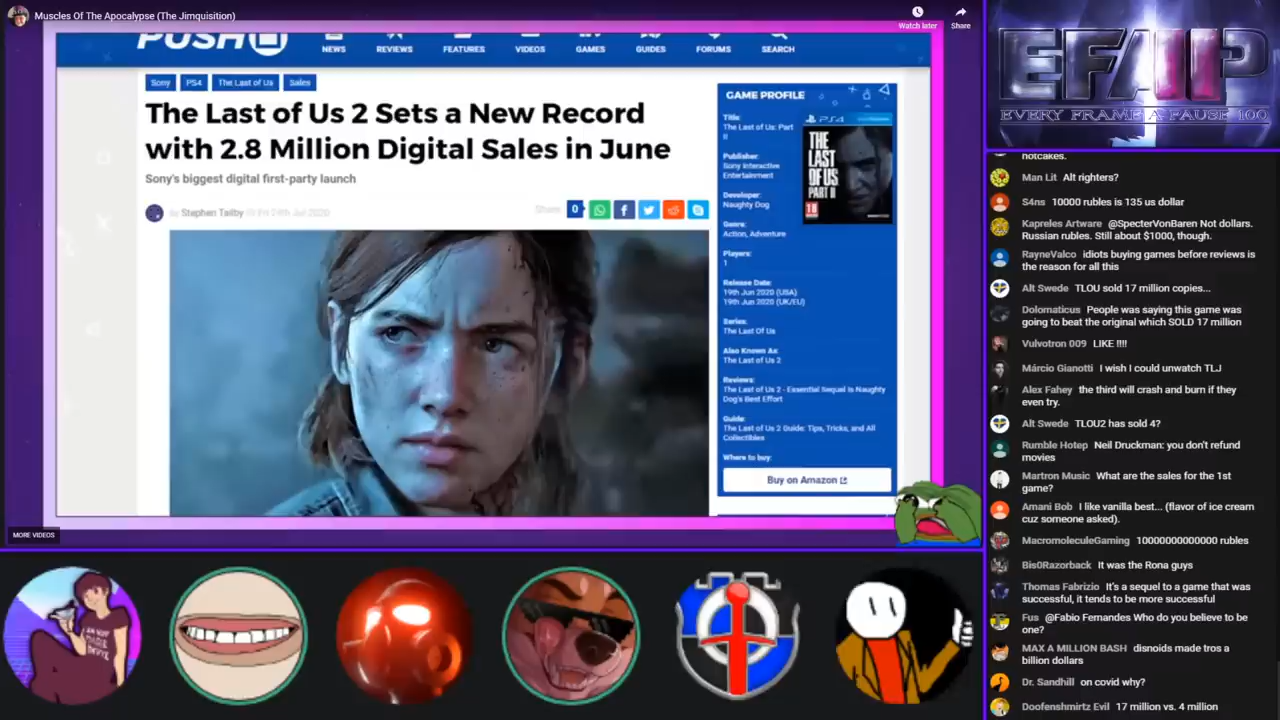 Muscles Of The Apocalypse (The Jimquisition)
Watch later
Share
PUSH
NEWS
REVIEWS
FEATURES
VIDEOS
GAMES
GUIDES
FORUMS
SEARCH
Sony
PS4
The Last of Us
Sales
The Last of Us 2 Sets a New Record
with 2.8 Million Digital Sales in June
Sony's biggest digital first-party launch
by Stephen Tailby Fri 24th Jul 2020
Share:
0
GAME PROFILE
Title:
The Last of Us: Part
II
Publisher:
Sony Interactive
Entertainment
Developer:
Naughty Dog
Genre:
Action, Adventure
Players:
1
Release Date:
19th Jun 2020 (USA)
19th Jun 2020 (UK/EU)
Series:
The Last Of Us
Also Known As:
The Last of Us 2
Reviews:
The Last of Us 2 - Essential Sequel Is Naughty
Dog's Best Effort
Guide:
The Last of Us 2 Guide: Tips, Tricks, and All
Collectibles
Where to buy:
Buy on Amazon
PS4
THE
LAST
OF US
PART II
18
MORE VIDEOS
EFAP
EVERY FRAME A PAUSE 100
hotcakes.
Man Lit Alt righters?
S4ns 10000 rubles is 135 us dollar
Kapreles Artware @SpecterVonBaren Not dollars.
Russian rubles. Still about $1000, though.
RayneValco idiots buying games before reviews is
the reason for all this
Alt Swede TLOU sold 17 million copies...
Dolomaticus People was saying this game was
going to beat the original which SOLD 17 million
Vulvotron 009 LIKE !!!!
Márcio Gianotti I wish I could unwatch TLJ
Alex Fahey the third will crash and burn if they
even try.
Alt Swede TLOU2 has sold 4?
Rumble Hotep Neil Druckman: you don't refund
movies
Martron Music What are the sales for the 1st
game?
Amani Bob I like vanilla best... (flavor of ice cream
cuz someone asked).
MacromoleculeGaming 10000000000000 rubles
Bis0Razorback It was the Rona guys
Thomas Fabrizio It's a sequel to a game that was
successful, it tends to be more successful
Fus @Fabio Fernandes Who do you believe to be
one?
MAX A MILLION BASH disnoids made tros a
billion dollars
Dr. Sandhill on covid why?
Doofenshmirtz Evil 17 million vs. 4 million